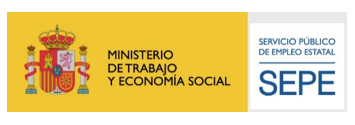 MINISTERIO
DE TRABAJO
Y ECONOMÍA SOCIAL
SERVICIO PÚBLICO
DE EMPLEO ESTATAL
SEPE